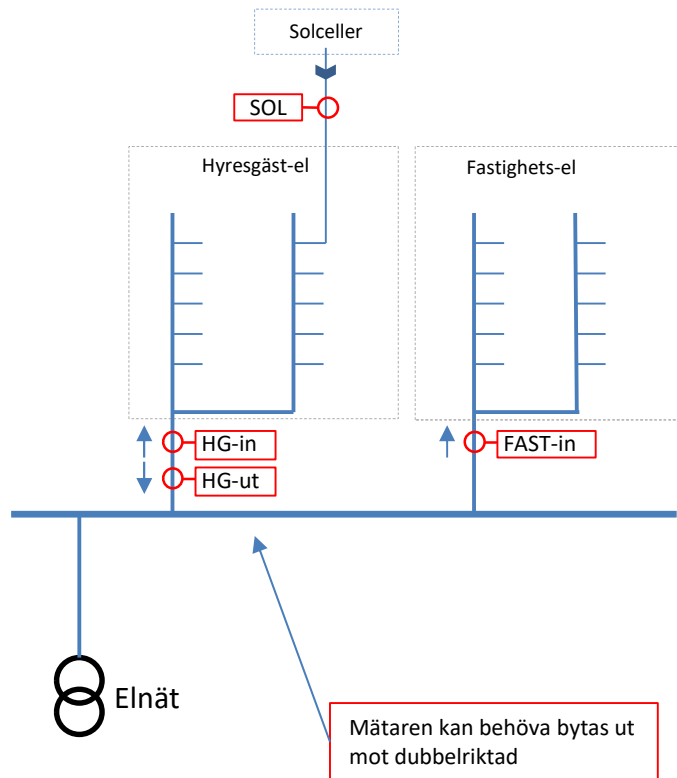 Solceller
SOL
Hyresgäst-el
Fastighets-el
HG-in
FAST-in
HG-ut
Elnät
Mätaren kan behöva bytas ut
mot dubbelriktad